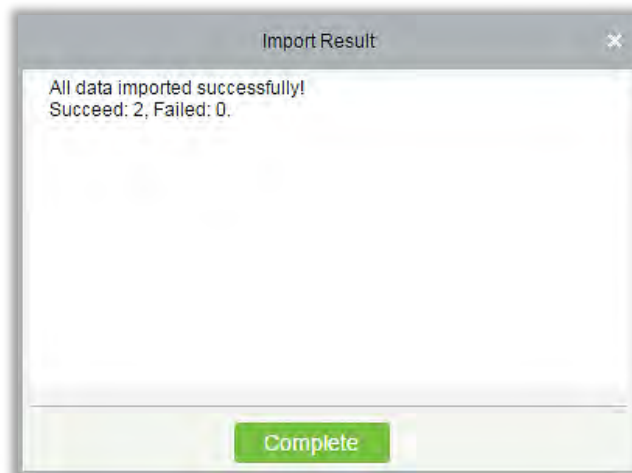 Import Result
All data imported successfully!
Succeed: 2, Failed: 0.
Complete